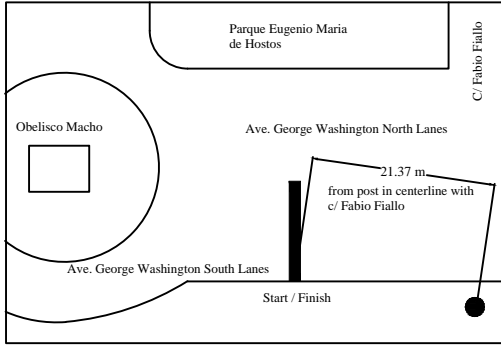 Parque Eugenio Maria
de Hostos
C/ Fabio Fiallo
Obelisco Macho
Ave. George Washington North Lanes
21.37 m
from post in centerline with
c/ Fabio Fiallo
Ave. George Washington South Lanes
Start / Finish